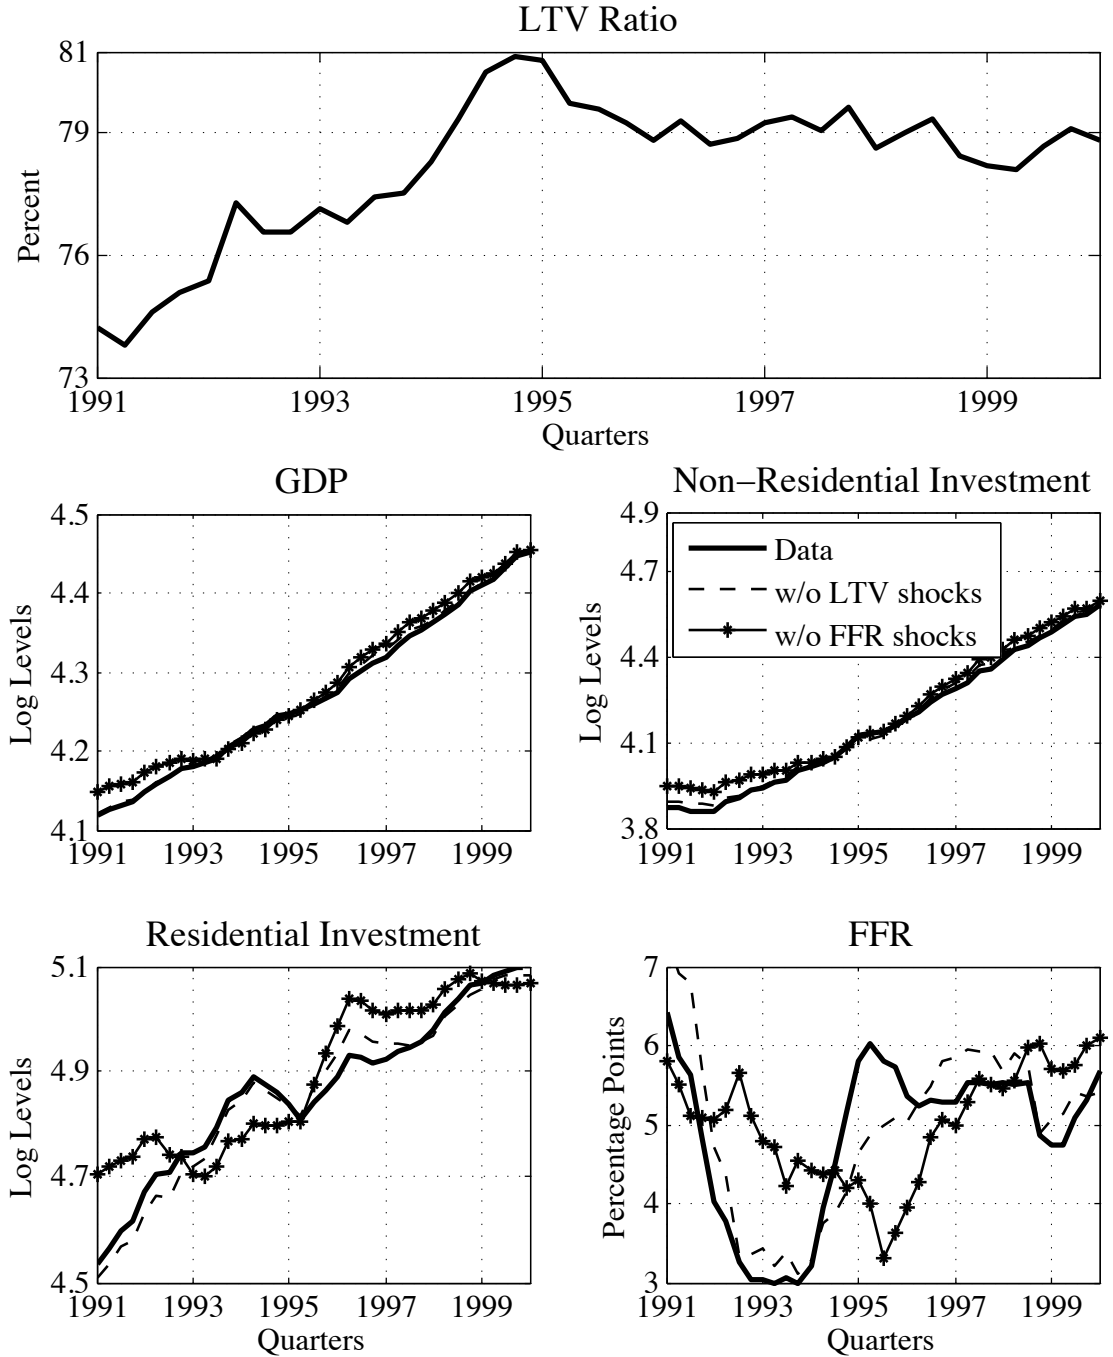 LTV Ratio
81
79
76
73
Percent
1991 1993 1995 1997 1999
Quarters
GDP
4.5
4.4
4.3
4.2
4.1
Log Levels
1991 1993 1995 1997 1999
Non−Residential Investment
4.9
4.7
4.4
4.1
3.8
Log Levels
Data
w/o LTV shocks
w/o FFR shocks
1991 1993 1995 1997 1999
Residential Investment
5.1
4.9
4.7
4.5
Log Levels
1991 1993 1995 1997 1999
Quarters
FFR
7
6
5
4
3
Percentage Points
1991 1993 1995 1997 1999
Quarters